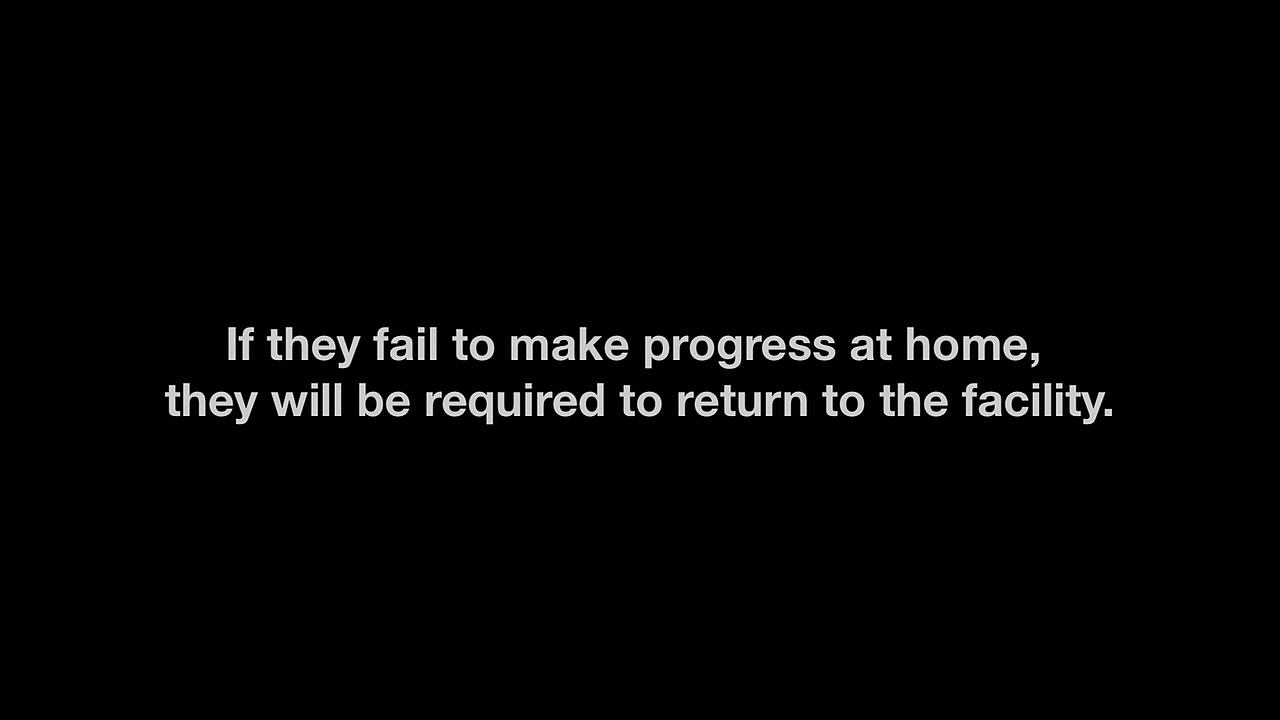 If they fail to make progress at home,
they will be required to return to the facility.